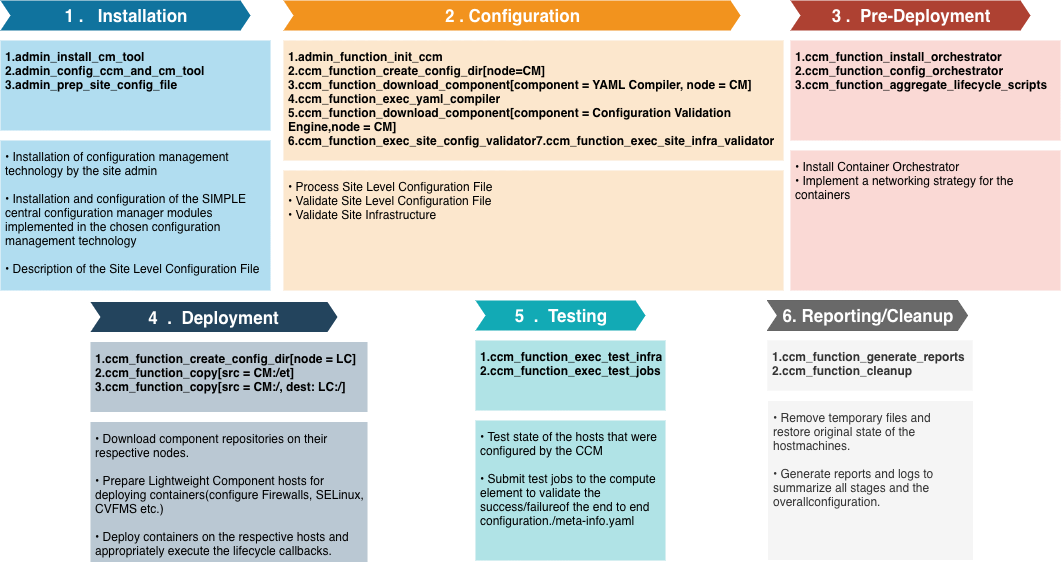 1 .  Installation
1.admin_install_cm_tool
2.admin_config_ccm_and_cm_tool
3.admin_prep_site_config_file
• Installation of configuration management
technology by the site admin
• Installation and configuration of the SIMPLE
central configuration manager modules
implemented in the chosen configuration
management technology
• Description of the Site Level Configuration File
2 . Configuration
1.admin_function_init_ccm
2.ccm_function_create_config_dir[node=CM]
3.ccm_function_download_component[component = YAML Compiler, node = CM]
4.ccm_function_exec_yaml_compiler
5.ccm_function_download_component[component = Configuration Validation
Engine,node = CM]
6.ccm_function_exec_site_config_validator7.ccm_function_exec_site_infra_validator
• Process Site Level Configuration File
• Validate Site Level Configuration File
• Validate Site Infrastructure
3 . Pre-Deployment
1.ccm_function_install_orchestrator
2.ccm_function_config_orchestrator
3.ccm_function_aggregate_lifecycle_scripts
• Install Container Orchestrator
• Implement a networking strategy for the
containers
4 . Deployment
1.ccm_function_create_config_dir[node = LC]
2.ccm_function_copy[src = CM:/et]
3.ccm_function_copy[src = CM:/, dest: LC:/]
• Download component repositories on their
respective nodes.
• Prepare Lightweight Component hosts for
deploying containers(configure Firewalls, SELinux,
CVFMS etc.)
• Deploy containers on the respective hosts and
appropriately execute the lifecycle callbacks.
5 . Testing
1.ccm_function_exec_test_infra
2.ccm_function_exec_test_jobs
• Test state of the hosts that were
configured by the CCM
• Submit test jobs to the compute
element to validate the
success/failureof the end to end
configuration./meta-info.yaml
6. Reporting/Cleanup
1.ccm_function_generate_reports
2.ccm_function_cleanup
• Remove temporary files and
restore original state of the
hostmachines.
• Generate reports and logs to
summarize all stages and the
overallconfiguration.